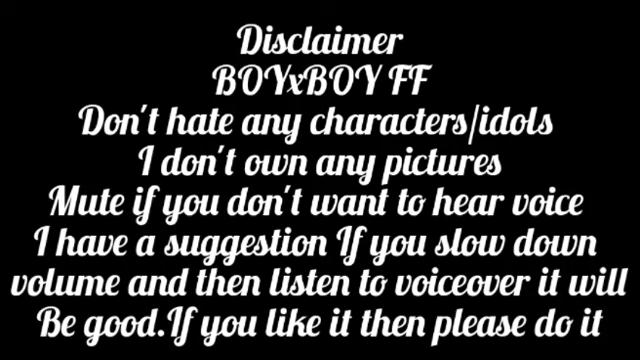 Disclaimer
BOYxBOY FF
Don't hate any characters/idols
I don't own any pictures
Mute if you don't want to hear voice
I have a suggestion If you slow down
volume and then listen to voiceover it will
Be good.If you like it then please do it